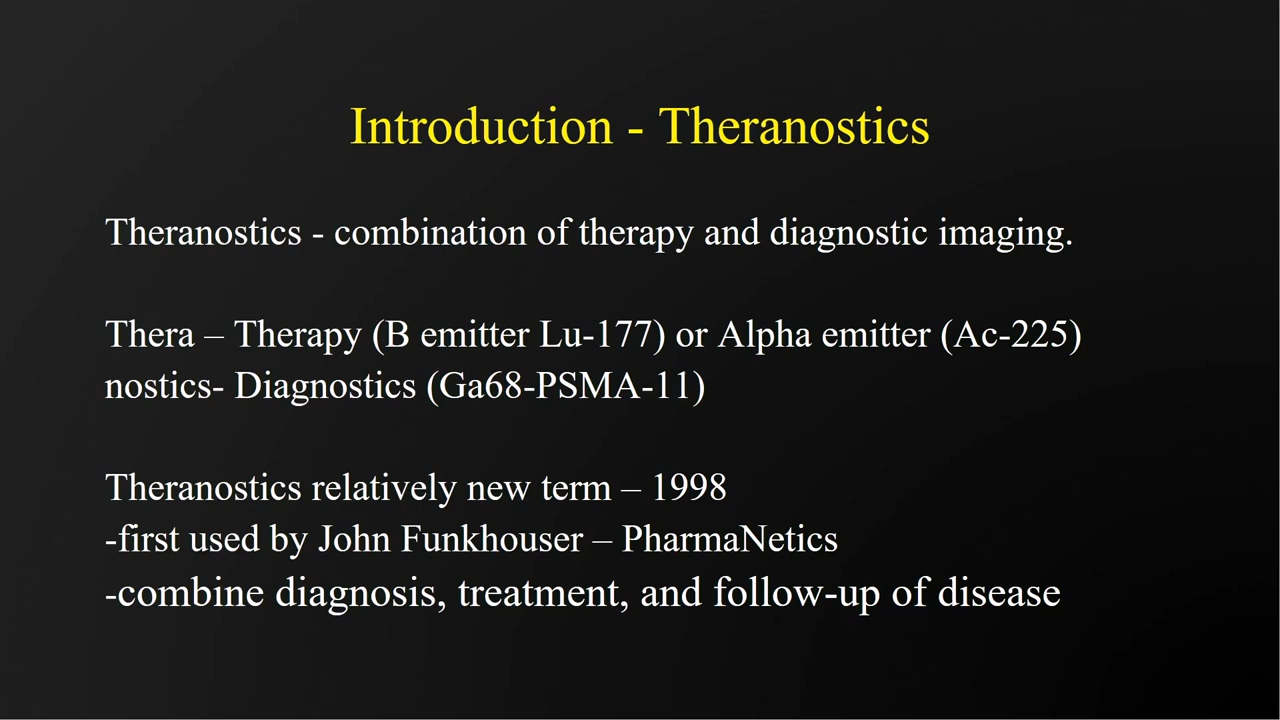 Introduction - Theranostics
Theranostics - combination of therapy and diagnostic imaging.
Thera – Therapy (B emitter Lu-177) or Alpha emitter (Ac-225)
nostics- Diagnostics (Ga68-PSMA-11)
Theranostics relatively new term – 1998
-first used by John Funkhouser – PharmaNetics
-combine diagnosis, treatment, and follow-up of disease